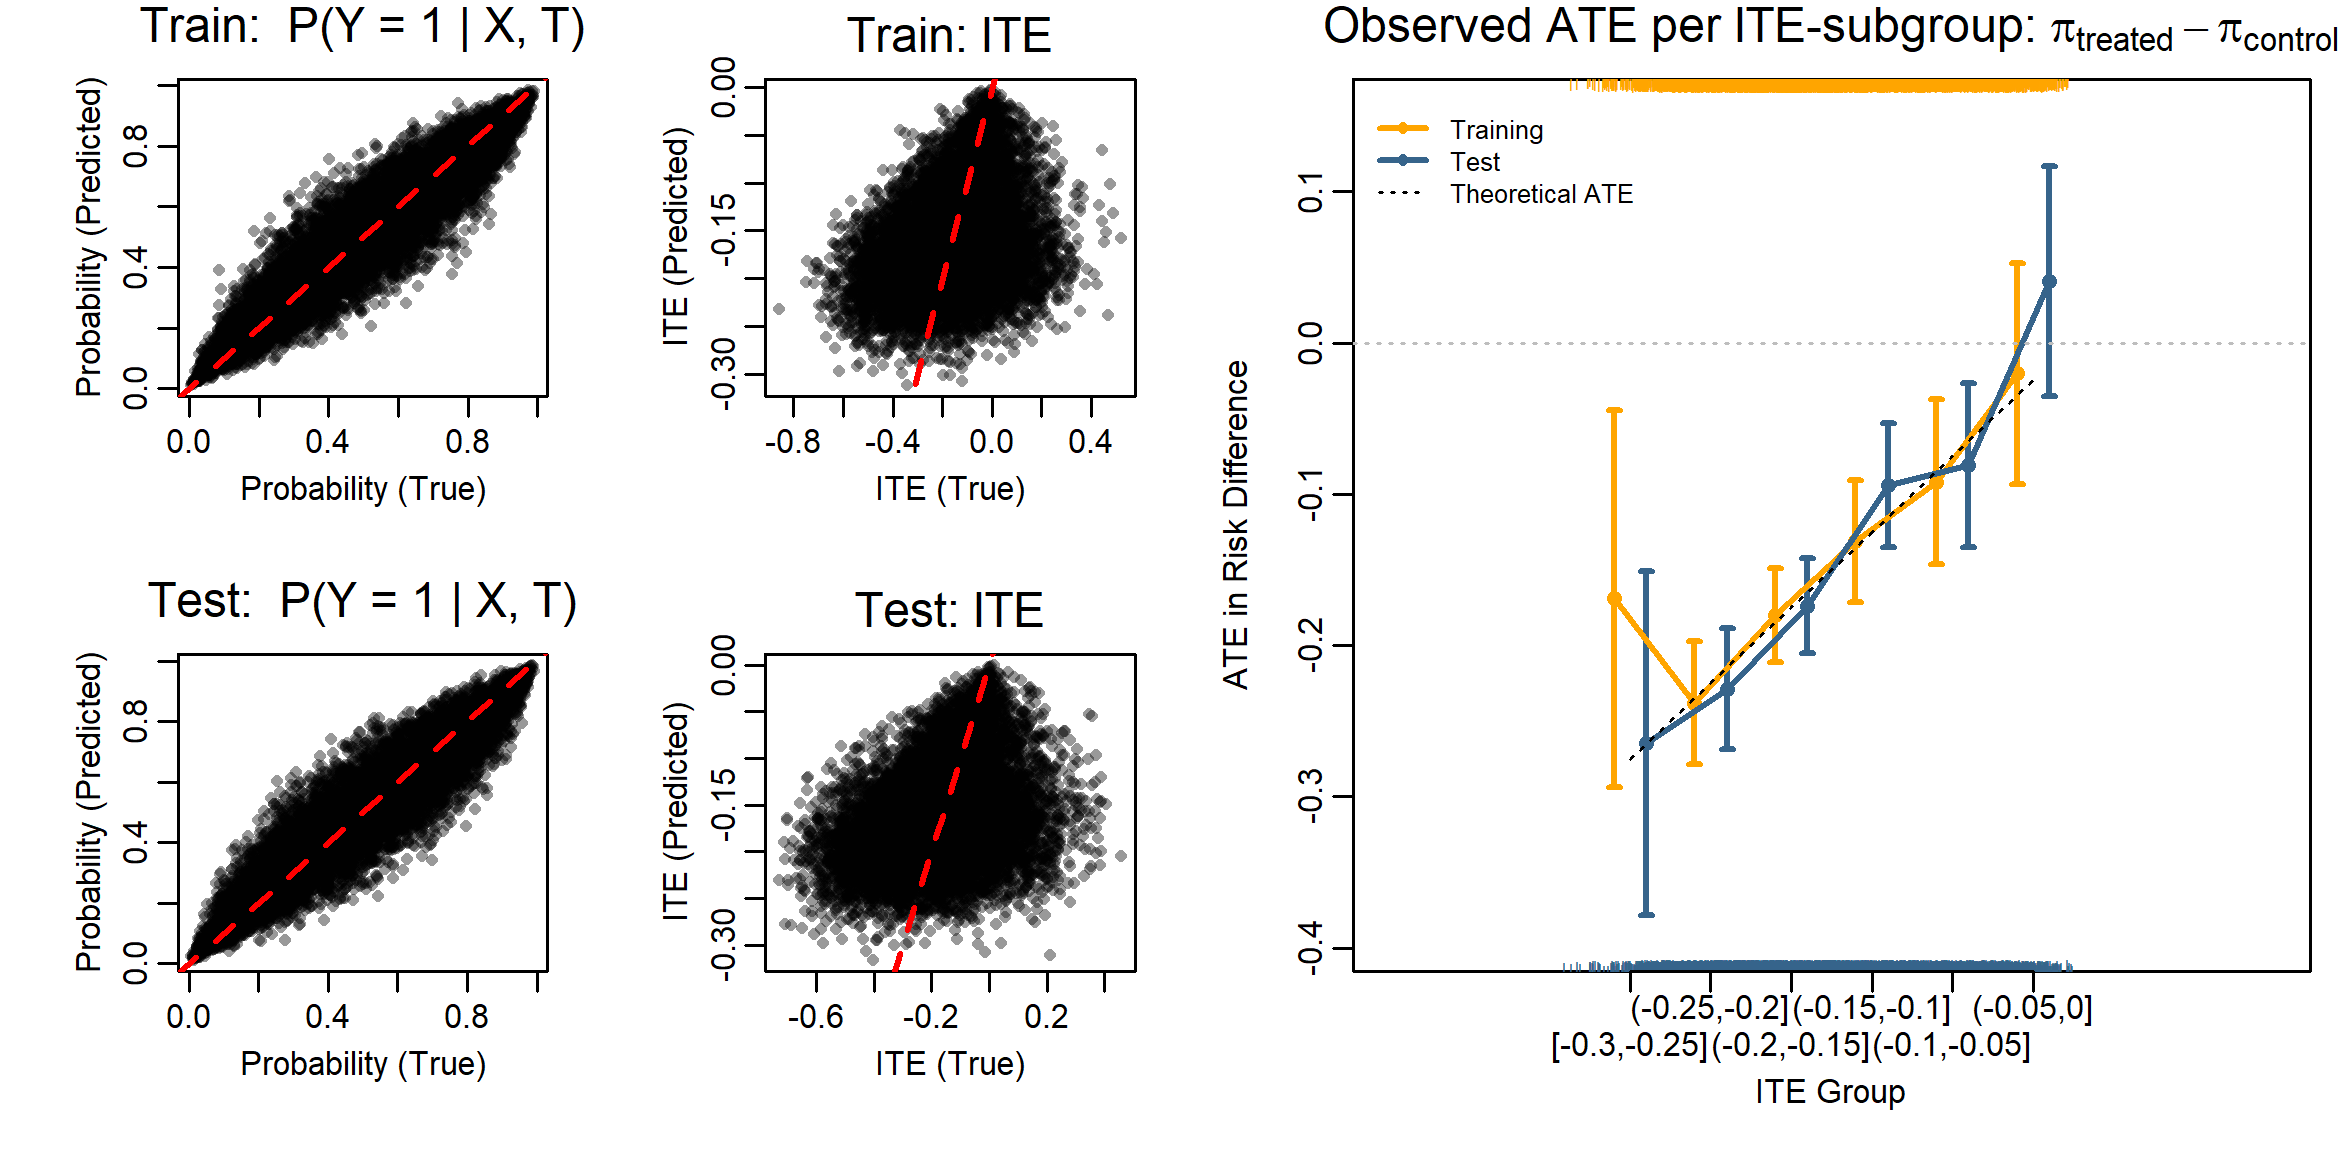 Train:  P(Y = 1 | X, T)
Probability (Predicted)
0.0 0.4 0.8
0.0 0.4 0.8
Probability (True)
Train: ITE
ITE (Predicted)
-0.30 -0.15 0.00
-0.8 -0.4 0.0 0.4
ITE (True)
Test:  P(Y = 1 | X, T)
Probability (Predicted)
0.0 0.4 0.8
0.0 0.4 0.8
Probability (True)
Test: ITE
ITE (Predicted)
-0.30 -0.15 0.00
-0.6 -0.2 0.2
ITE (True)
Observed ATE per ITE-subgroup: πtreated − πcontrol
Training
Test
Theoretical ATE
ATE in Risk Difference
-0.4 -0.3 -0.2 -0.1 0.0 0.1
(-0.25,-0.2] (-0.15,-0.1] (-0.05,0]
[-0.3,-0.25] (-0.2,-0.15] (-0.1,-0.05]
ITE Group